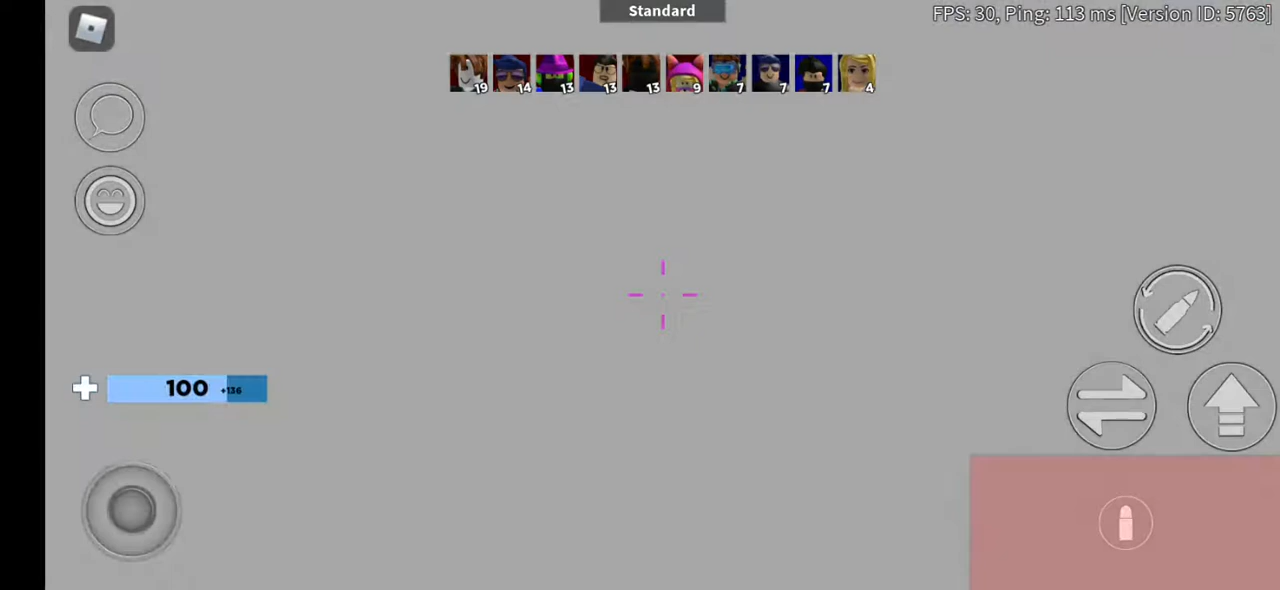 Standard
FPS: 30, Ping: 113 ms [Version ID: 5763]
19 14 13 13 13 9 7 7 7 4
100 +136